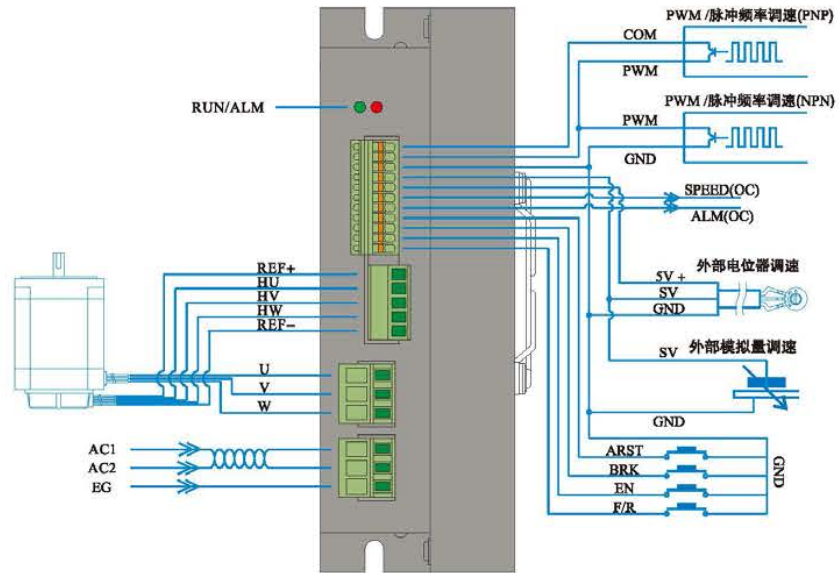 PWM /脉冲频率调速(PNP)
COM
PWM
RUN/ALM
PWM /脉冲频率调速(NPN)
PWM
GND
SPEED(OC)
ALM(OC)
REF+
HU
HV
HW
REF-
外部电位器调速
5V +
SV
GND
外部模拟量调速
SV
GND
U
V
W
AC1
AC2
EG
ARST
BRK
EN
F/R
GND